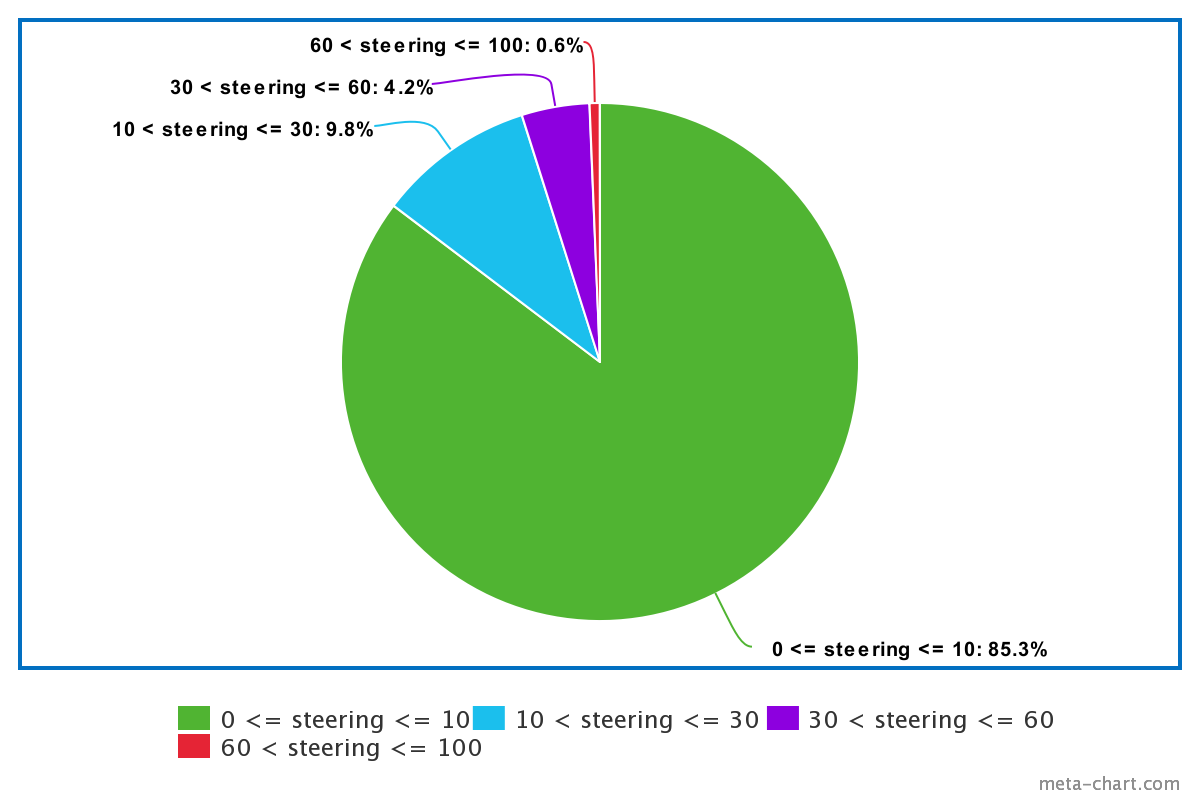 60 < steering <= 100: 0.6%
30 < steering <= 60: 4.2%
10 < steering <= 30: 9.8%
0 <= steering <= 10: 85.3%
0 <= steering <= 10 10 < steering <= 30 30 < steering <= 60
60 < steering <= 100
meta-chart.com